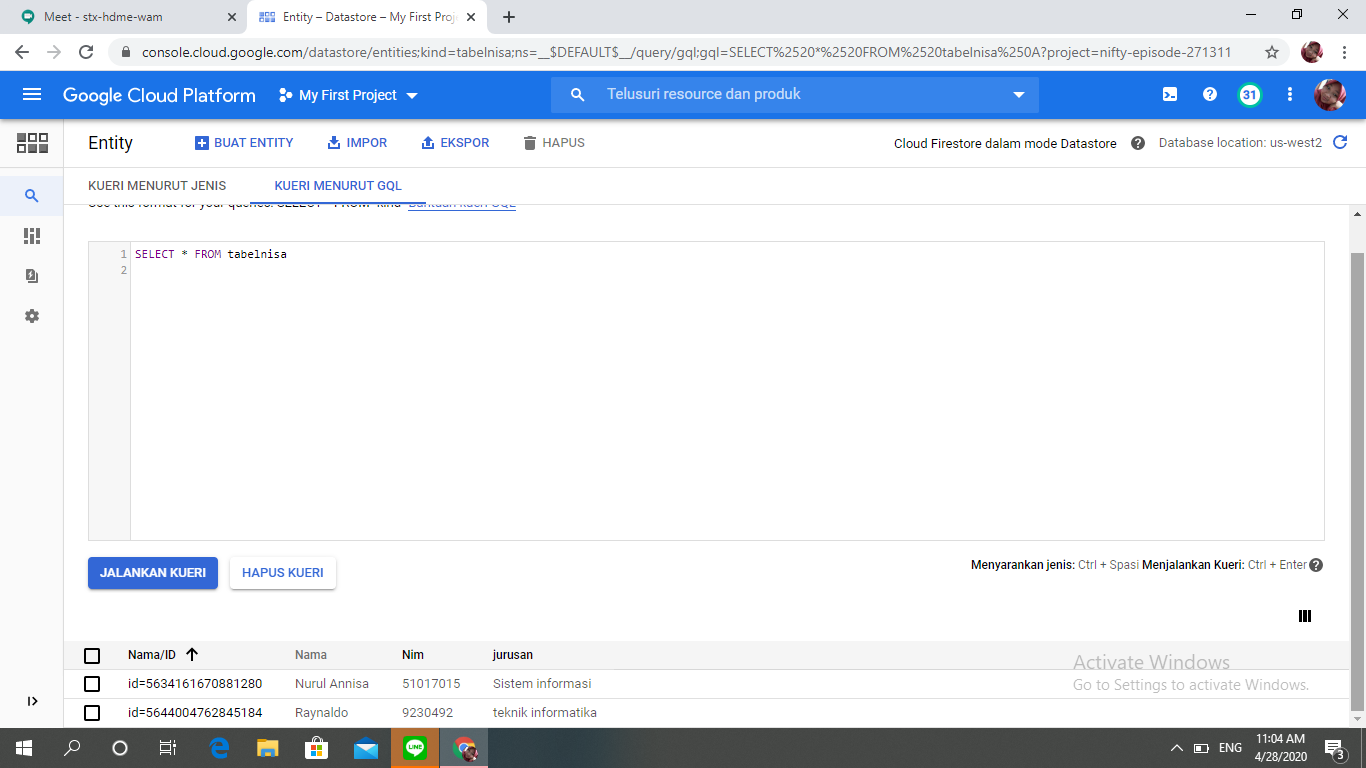 Meet - stx-hdme-wam
Entity – Datastore – My First Proj
console.cloud.google.com/datastore/entities;kind=tabelnisa;ns=__$DEFAULT$__/query/gql;gql=SELECT%2520*%2520FROM%2520tabelnisa%250A?project=nifty-episode-271311
Google Cloud Platform My First Project Telusuri resource dan produk 31
Entity BUAT ENTITY IMPOR EKSPOR HAPUS Cloud Firestore dalam mode Datastore Database location: us-west2
KUERI MENURUT JENIS KUERI MENURUT GQL
1 SELECT * FROM tabelnisa
2
JALANKAN KUERI HAPUS KUERI Menyarankan jenis: Ctrl + Spasi Menjalankan Kueri: Ctrl + Enter
Nama/ID Nama Nim jurusan
id=5634161670881280 Nurul Annisa 51017015 Sistem informasi
id=5644004762845184 Raynaldo 9230492 teknik informatika
Activate Windows
Go to Settings to activate Windows.
LINE
ENG
11:04 AM
4/28/2020
3